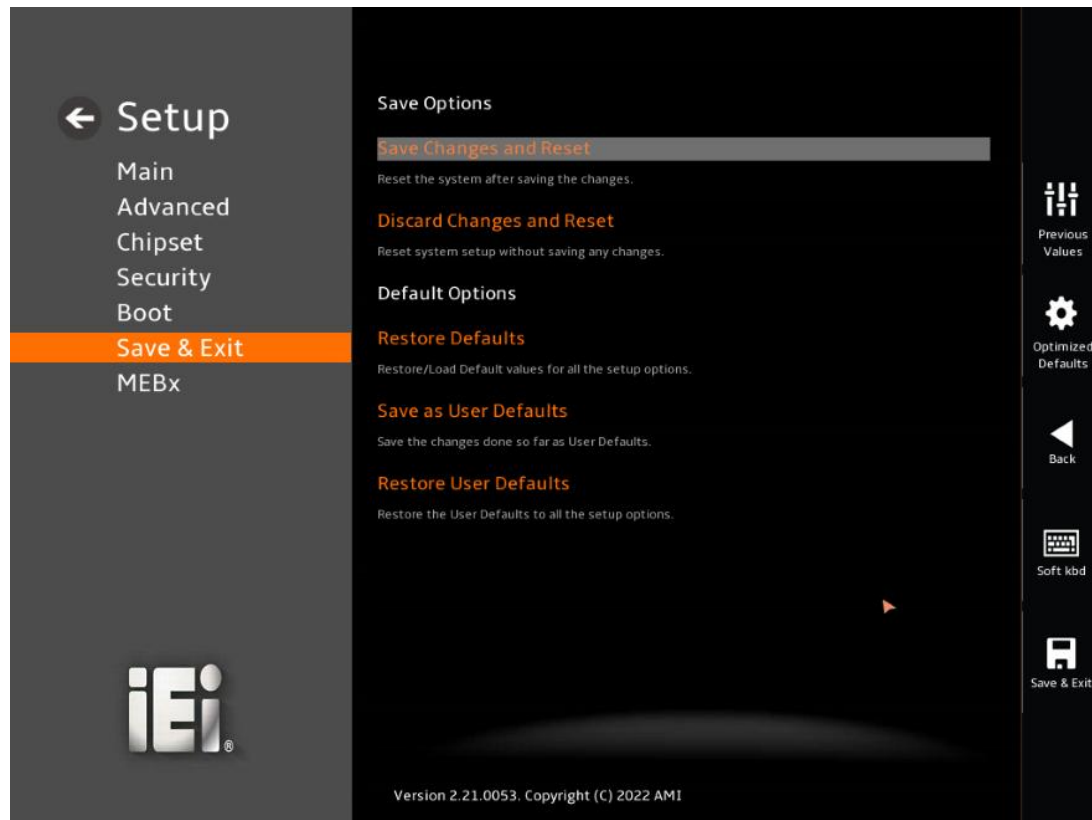 Setup
Main
Advanced
Chipset
Security
Boot
Save & Exit
MEBx
iEi®
Save Options
Save Changes and Reset
Reset the system after saving the changes.
Discard Changes and Reset
Reset system setup without saving any changes.
Default Options
Restore Defaults
Restore/Load Default values for all the setup options.
Save as User Defaults
Save the changes done so far as User Defaults.
Restore User Defaults
Restore the User Defaults to all the setup options.
Version 2.21.0053. Copyright (C) 2022 AMI
Previous
Values
Optimized
Defaults
Back
Soft kbd
Save & Exit